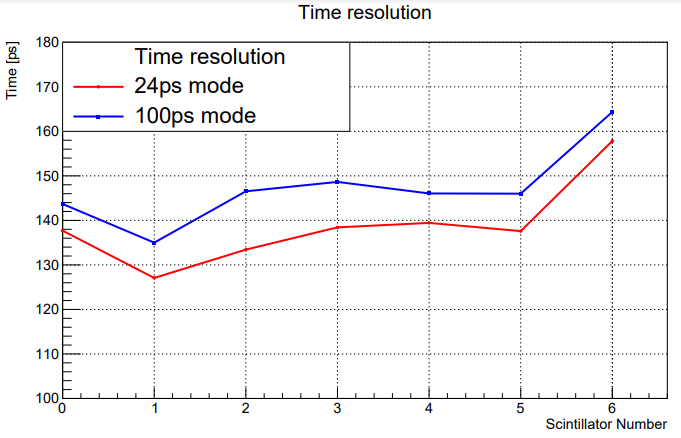 Time resolution
Time [ps]
180
170
160
150
140
130
120
110
100
Time resolution
24ps mode
100ps mode
0 1 2 3 4 5 6
Scintillator Number